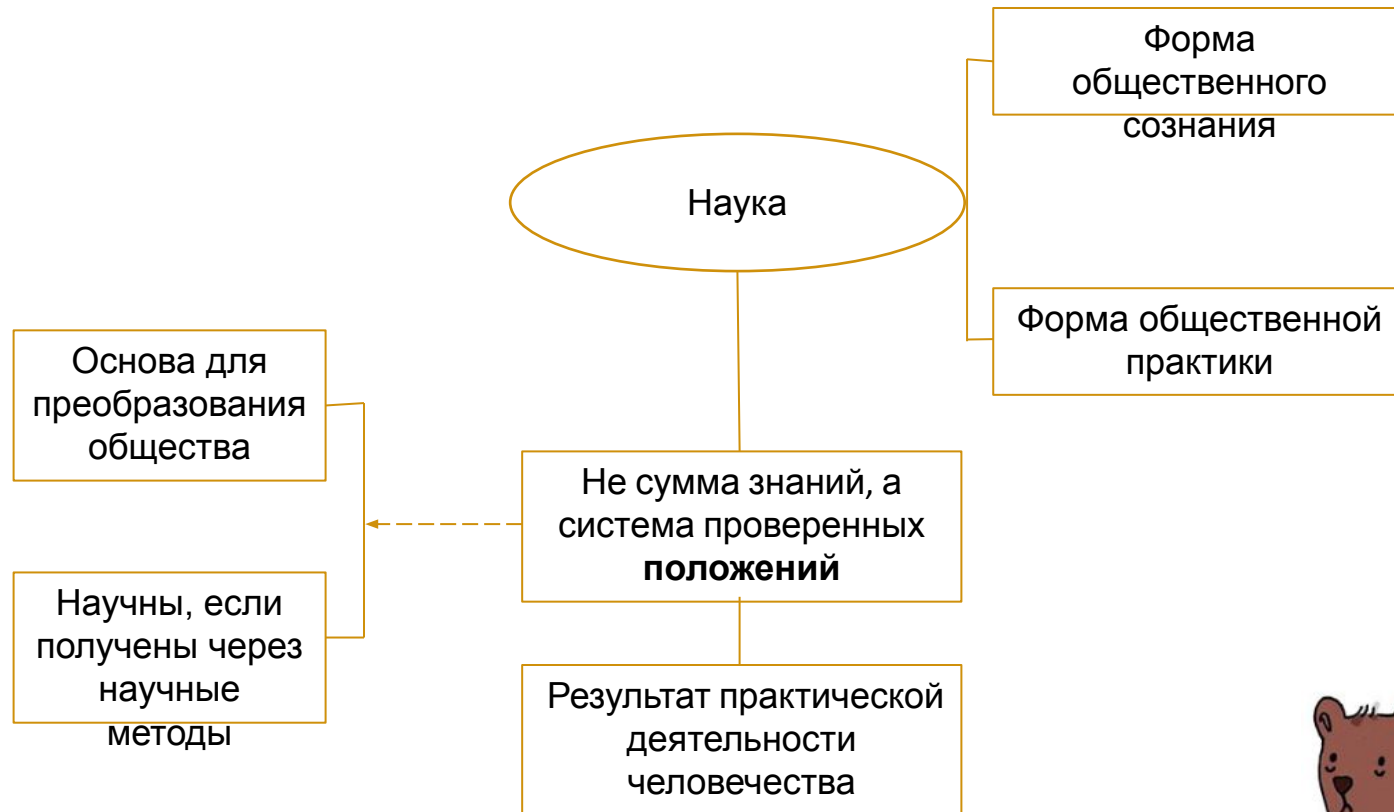 Форма
общественного
сознания
Наука
Форма общественной
практики
Основа для
преобразования
общества
Не сумма знаний, а
система проверенных
положений
Научны, если
получены через
научные
методы
Результат практической
деятельности
человечества